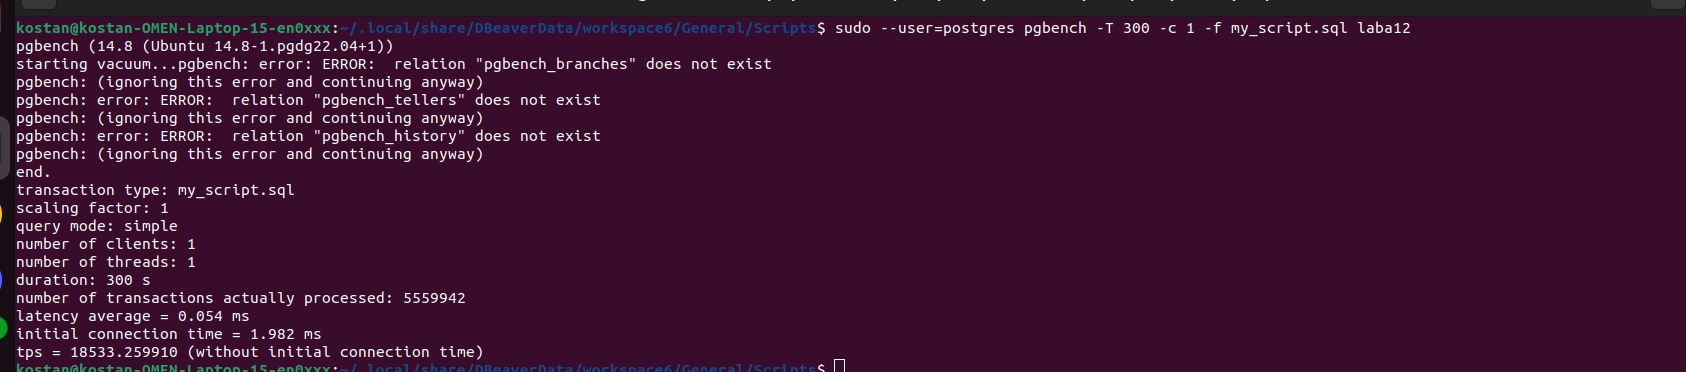 kostan@kostan-OMEN-Laptop-15-en0xxx:~/.local/share/DBeaverData/workspace6/General/Scripts$ sudo --user=postgres pgbench -T 300 -c 1 -f my_script.sql laba12
pgbench (14.8 (Ubuntu 14.8-1.pgdg22.04+1))
starting vacuum...pgbench: error: ERROR:  relation "pgbench_branches" does not exist
pgbench: (ignoring this error and continuing anyway)
pgbench: error: ERROR:  relation "pgbench_tellers" does not exist
pgbench: (ignoring this error and continuing anyway)
pgbench: error: ERROR:  relation "pgbench_history" does not exist
pgbench: (ignoring this error and continuing anyway)
end.
transaction type: my_script.sql
scaling factor: 1
query mode: simple
number of clients: 1
number of threads: 1
duration: 300 s
number of transactions actually processed: 5559942
latency average = 0.054 ms
initial connection time = 1.982 ms
tps = 18533.259910 (without initial connection time)
kostan@kostan-OMEN-Laptop-15-en0xxx:~/.local/share/DBeaverData/workspace6/General/Scripts$